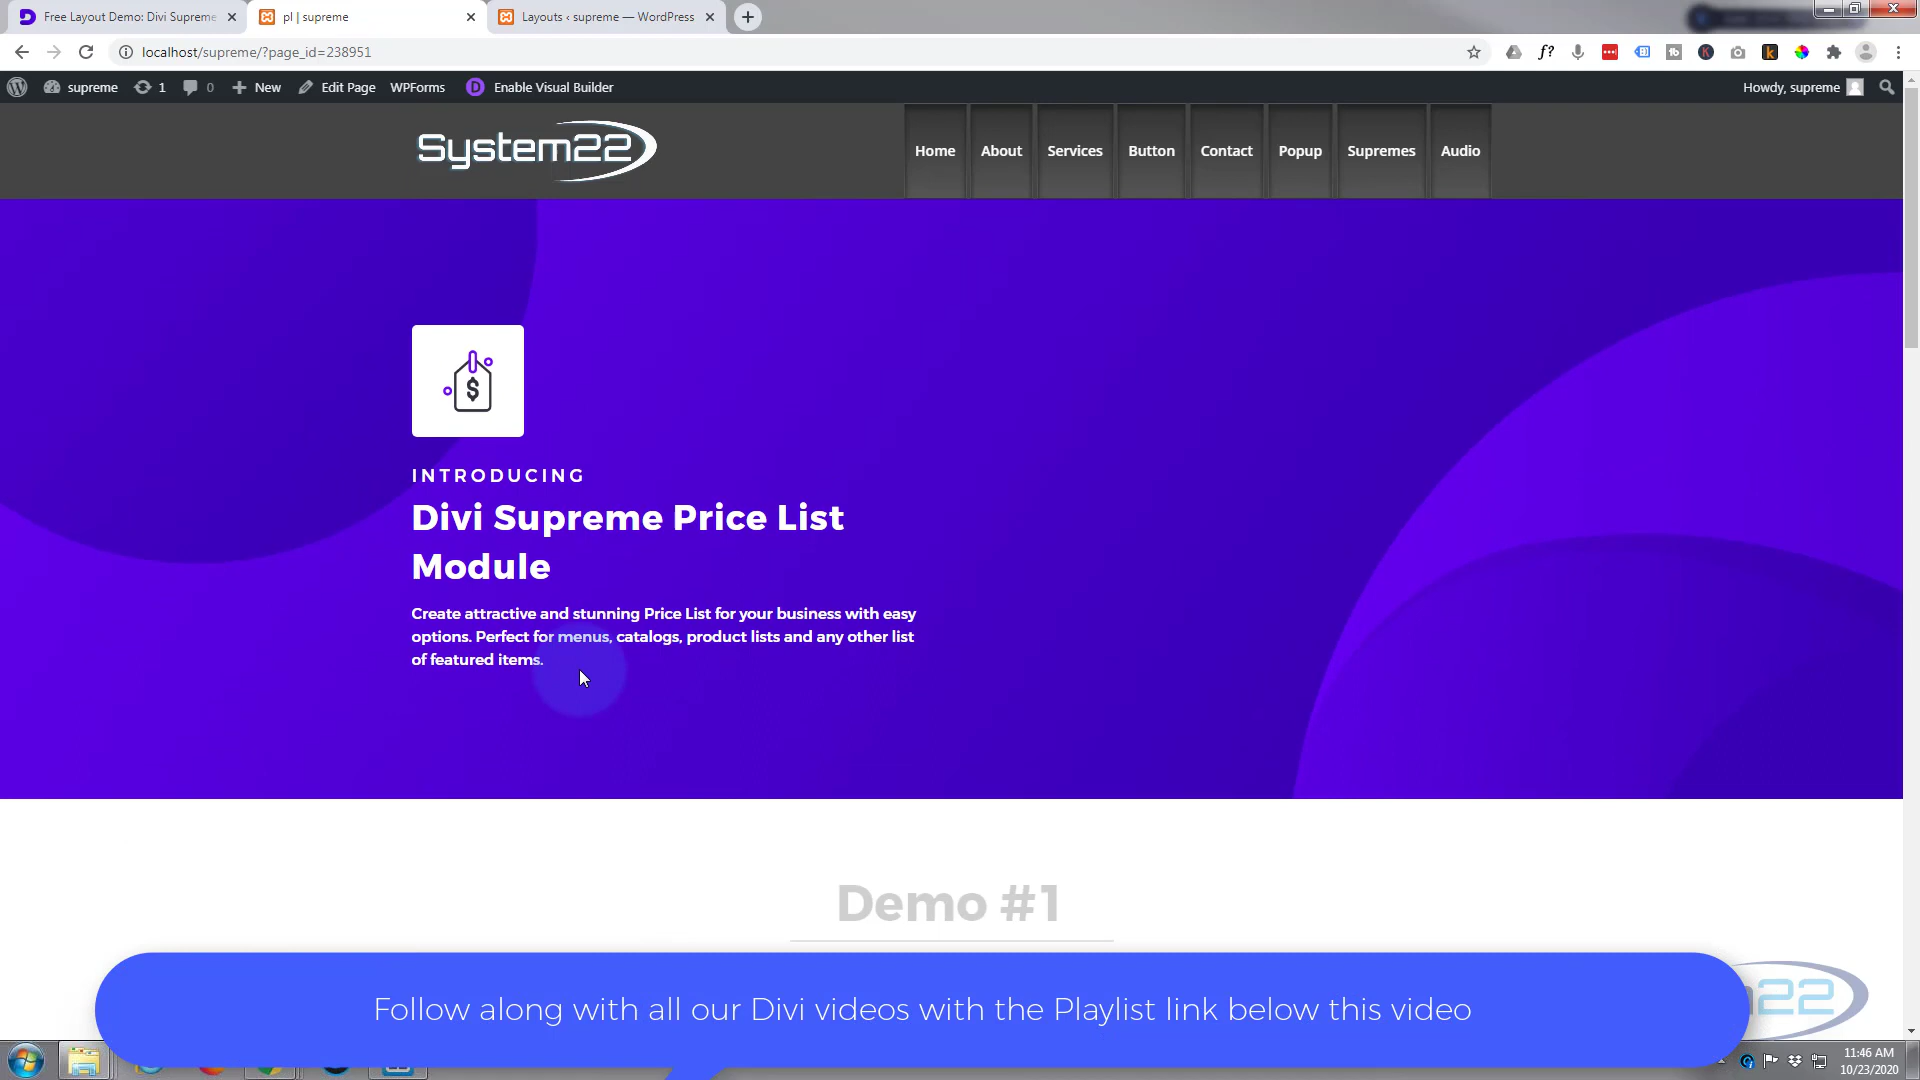 Free Layout Demo: Divi Supreme
pl | supreme
Layouts ‹ supreme — WordPress
localhost/supreme/?page_id=238951
supreme 1 0 New Edit Page WPForms Enable Visual Builder Howdy, supreme
System22
Home About Services Button Contact Popup Supremes Audio
$
INTRODUCING
Divi Supreme Price List
Module
Create attractive and stunning Price List for your business with easy
options. Perfect for menus, catalogs, product lists and any other list
of featured items.
Demo #1
Follow along with all our Divi videos with the Playlist link below this video
22
11:46 AM
10/23/2020